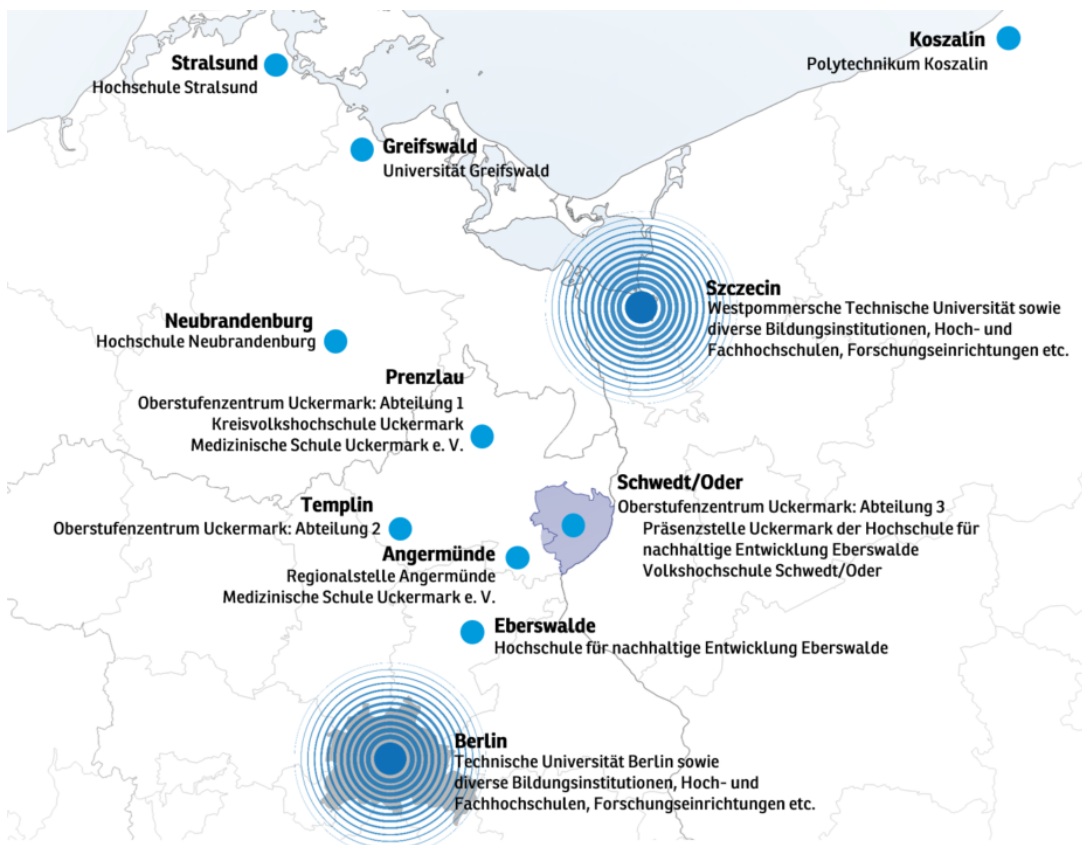 Stralsund
Hochschule Stralsund
Koszalin
Polytechnikum Koszalin
Greifswald
Universität Greifswald
Szczecin
Westpommersche Technische Universität sowie
diverse Bildungsinstitutionen, Hoch- und
Fachhochschulen, Forschungseinrichtungen etc.
Neubrandenburg
Hochschule Neubrandenburg
Prenzlau
Oberstufenzentrum Uckermark: Abteilung 1
Kreisvolkshochschule Uckermark
Medizinische Schule Uckermark e. V.
Schwedt/Oder
Oberstufenzentrum Uckermark: Abteilung 3
Präsenzstelle Uckermark der Hochschule für
nachhaltige Entwicklung Eberswalde
Volkshochschule Schwedt/Oder
Templin
Oberstufenzentrum Uckermark: Abteilung 2
Angermünde
Regionalstelle Angermünde
Medizinische Schule Uckermark e. V.
Eberswalde
Hochschule für nachhaltige Entwicklung Eberswalde
Berlin
Technische Universität Berlin sowie
diverse Bildungsinstitutionen, Hoch- und
Fachhochschulen, Forschungseinrichtungen etc.